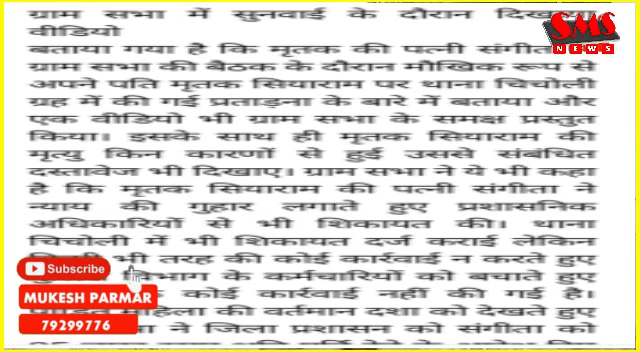 ग्राम सभा में सुनवाई के दौरान
SMS
NEWS
वीडियो
बताया गया है कि मृतक की पत्नी संगीता
ग्राम सभा की बैठक के दौरान मौखिक रूप से
अपने पति मृतक सियाराम पर थाना चिचोली
ग्रह में की गई प्रताड़ना के बारे में बताया और
एक वीडियो भी ग्राम सभा के समक्ष प्रस्तुत
किया। इसके साथ ही मृतक सियाराम की
मृत्यु किन कारणों से हुई उससे संबंधित
दस्तावेज भी दिखाए। ग्राम सभा ने ये भी कहा
है कि मृतक सियाराम की पत्नी संगीता ने
न्याय की गुहार लगाते हुए प्रशासनिक
अधिकारियों से भी शिकायत की। थाना
चिचोली में भी शिकायत दर्ज कराई लेकिन
भी तरह की कोई कार्रवाई न करते हुए
Subscribe
विभाग के कर्मचारियों को बचाते हुए
MUKESH PARMAR
कोई कार्रवाई नहीं की गई है।
महिला की वर्तमान दशा को देखते हुए
79299776
ने जिला प्रशासन को संगीता को